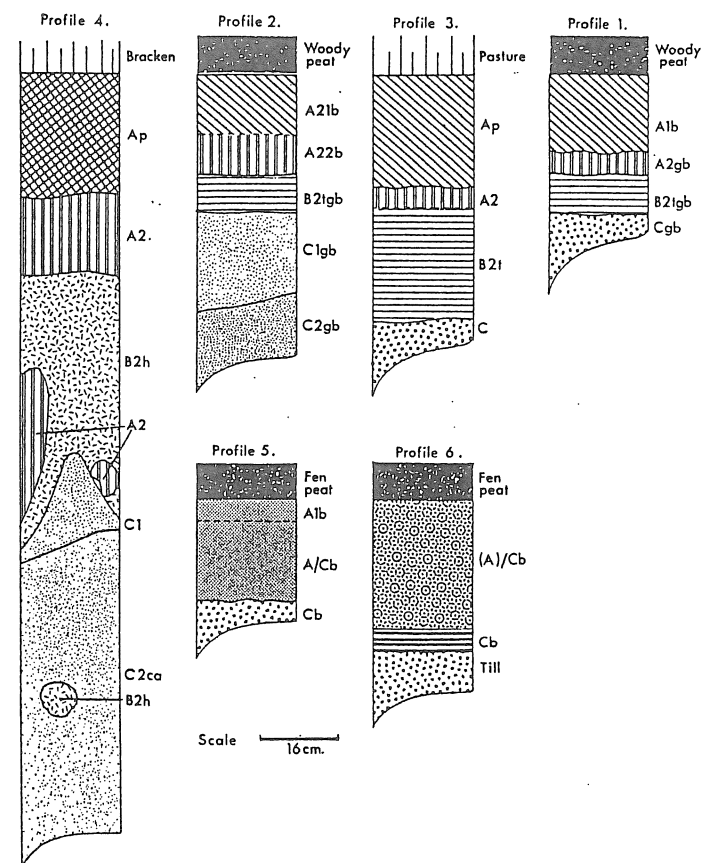 Profile 4.
Bracken
Ap
A2.
B2h
A2
C1
C2ca
B2h
Profile 2.
Woody
peat
A21b
A22b
B2tgb
C1gb
C2gb
Profile 3.
Pasture
Ap
A2
B2t
C
Profile 1.
Woody
peat
A1b
A2gb
B2tgb
Cgb
Profile 5.
Fen
peat
A1b
A/Cb
Cb
Profile 6.
Fen
peat
(A)/Cb
Cb
Till
Scale
16cm.